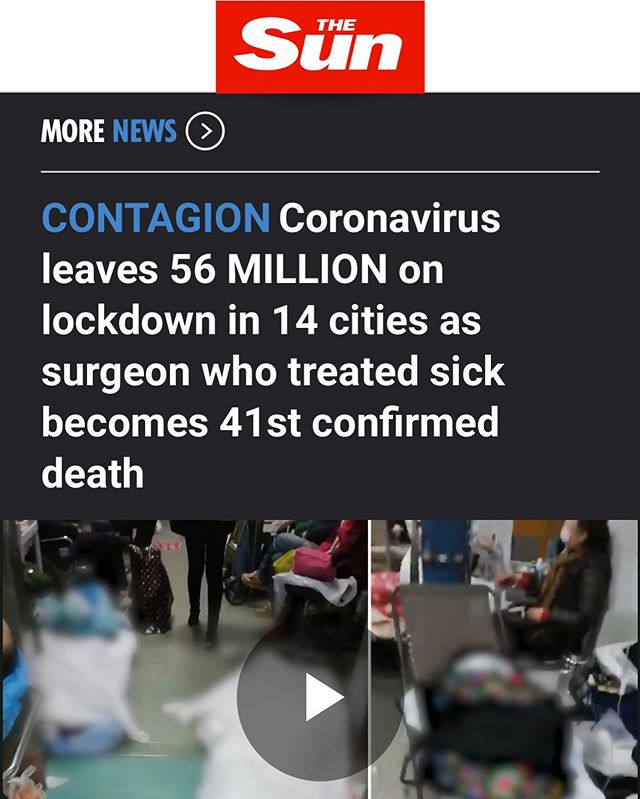 THE
Sun
MORE NEWS
CONTAGION Coronavirus
leaves 56 MILLION on
lockdown in 14 cities as
surgeon who treated sick
becomes 41st confirmed
death